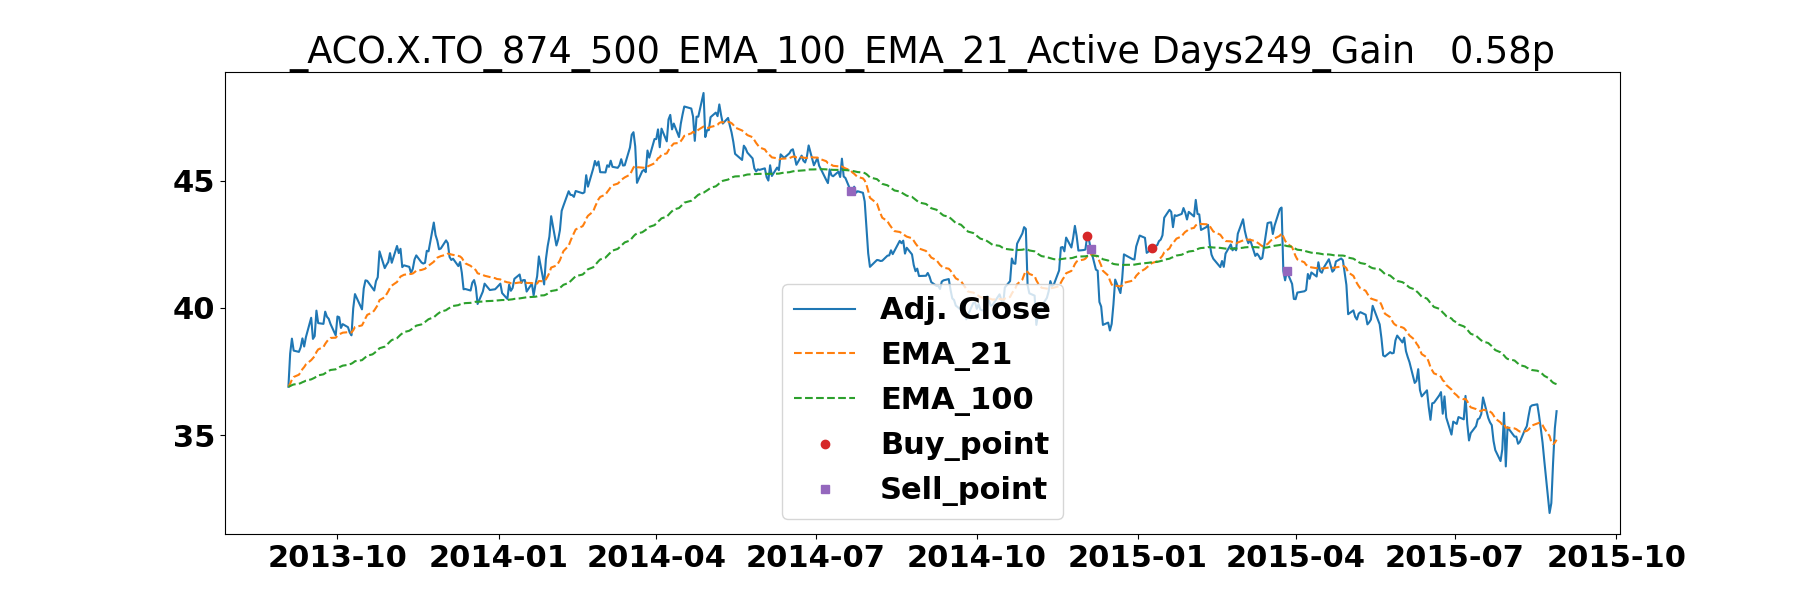 _ACO.X.TO_874_500_EMA_100_EMA_21_Active Days249_Gain   0.58p
45
40
35
Adj. Close
EMA_21
EMA_100
Buy_point
Sell_point
2013-10 2014-01 2014-04 2014-07 2014-10 2015-01 2015-04 2015-07 2015-10